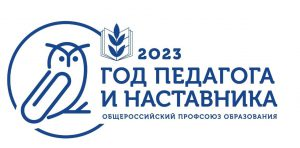 2023
ГОД ПЕДАГОГА
И НАСТАВНИКА
ОБЩЕРОССИЙСКИЙ ПРОФСОЮЗ ОБРАЗОВАНИЯ